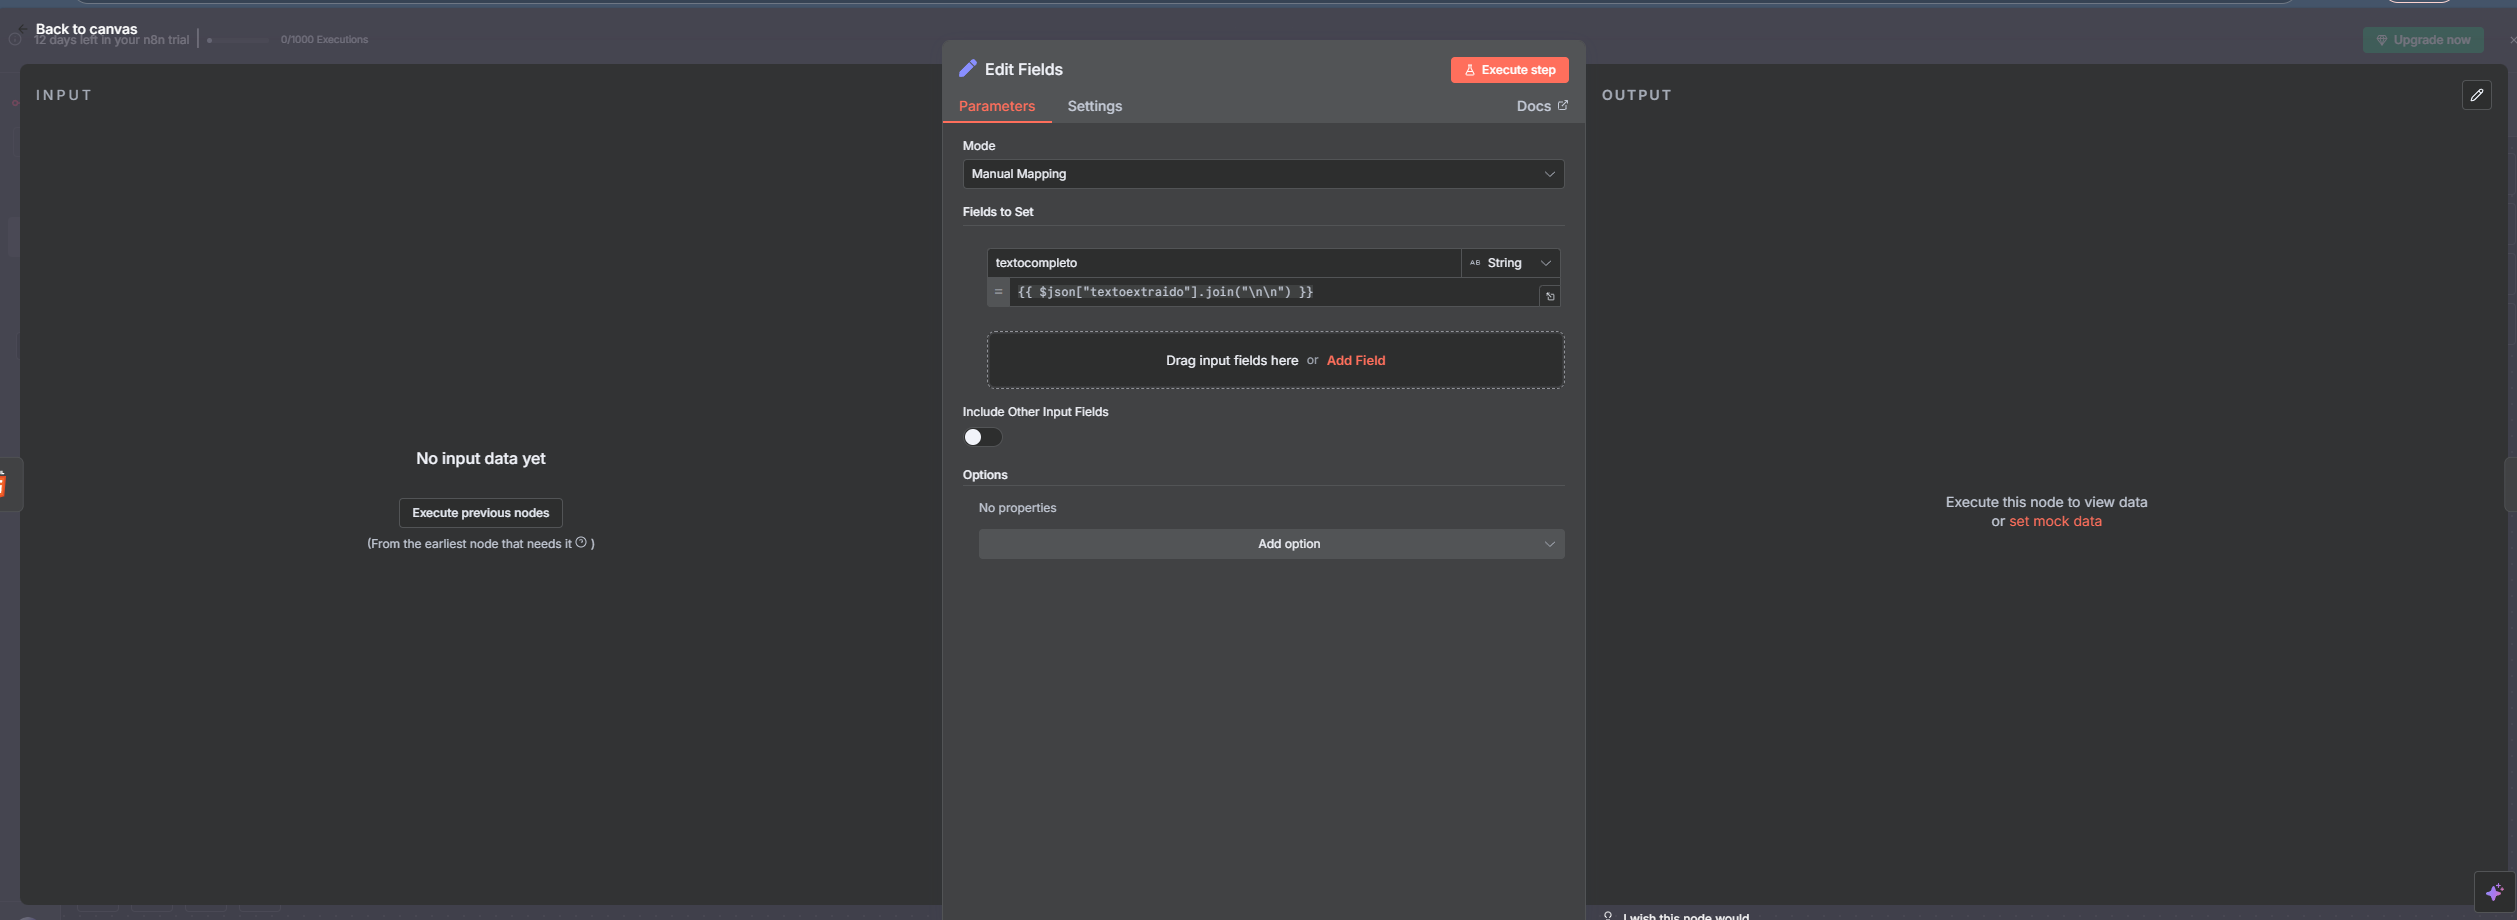 Back to canvas
12 days left in your n8n trial
0/1000 Executions
Upgrade now
INPUT
No input data yet
Execute previous nodes
(From the earliest node that needs it )
Edit Fields
Execute step
Parameters
Settings
Docs
Mode
Manual Mapping
Fields to Set
textocompleto
AB String
= {{ $json["textoextraido"].join("\n\n") }}
Drag input fields here or Add Field
Include Other Input Fields
Options
No properties
Add option
OUTPUT
Execute this node to view data
or set mock data
I wish this node would